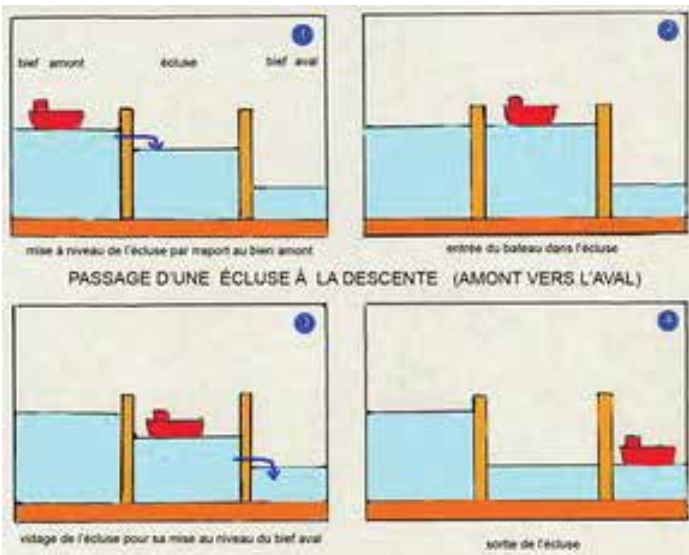 1
bief amont écluse bief aval
mise à niveau de l'écluse par rraport au bien amont
2
entrée du bateau dans l'écluse
PASSAGE D'UNE ÉCLUSE À LA DESCENTE (AMONT VERS L'AVAL)
3
vidage de l'écluse pour sa mise au niveau du bief aval
4
sortie de l'écluse